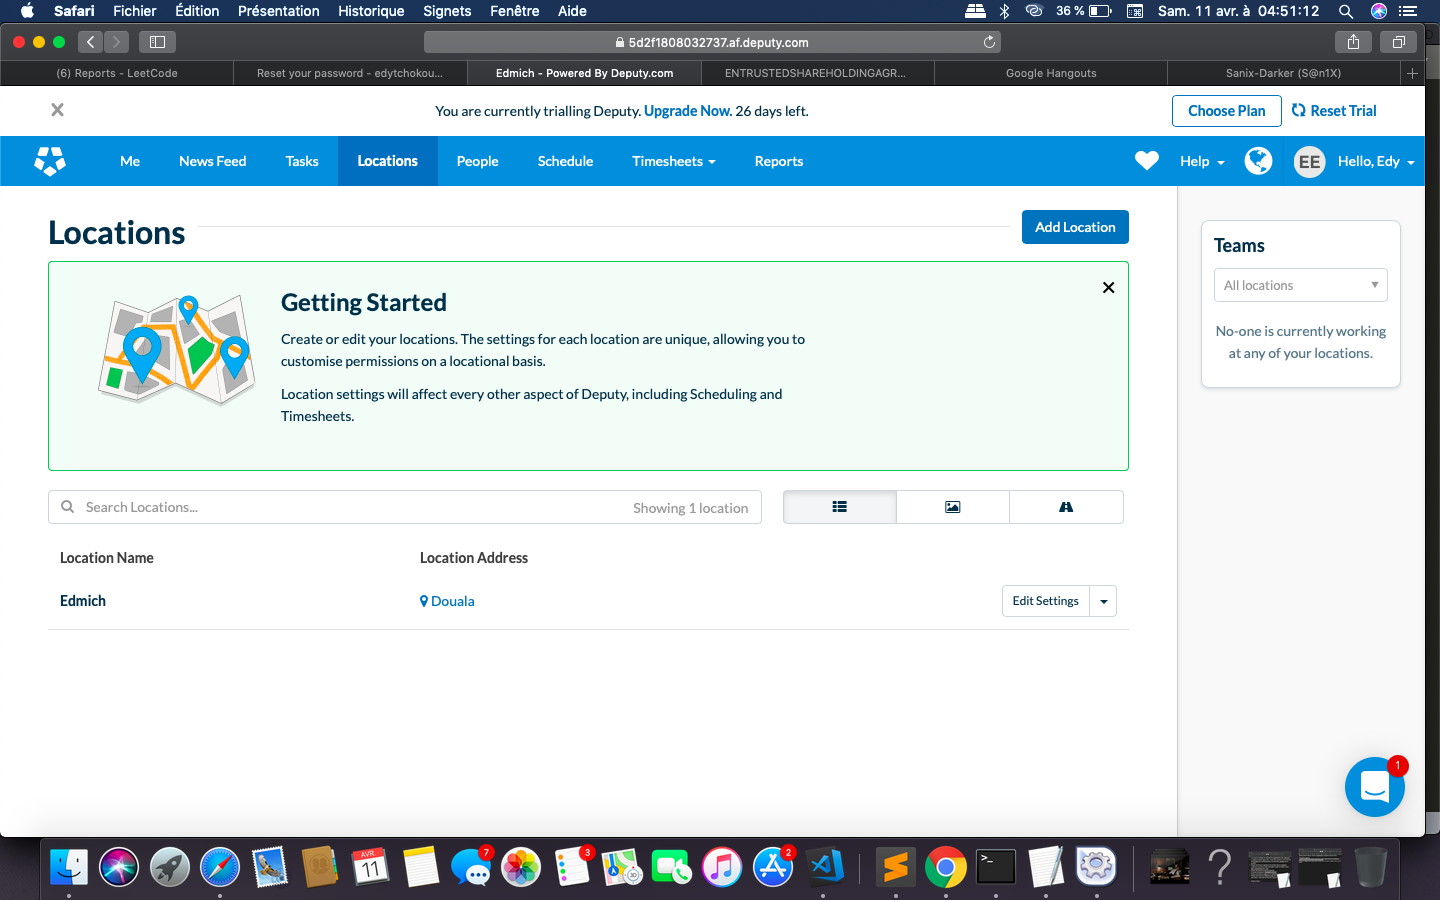 Safari Fichier Édition Présentation Historique Signets Fenêtre Aide 36 % Sam. 11 avr. à 04:51:12
5d2f1808032737.af.deputy.com
(6) Reports - LeetCode
Reset your password - edytchokou...
Edmich - Powered By Deputy.com
ENTRUSTEDSHAREHOLDINGAGR...
Google Hangouts
Sanix-Darker (S@n1X)
You are currently trialling Deputy. Upgrade Now. 26 days left.
Choose Plan
Reset Trial
Me News Feed Tasks Locations People Schedule Timesheets Reports Help EE Hello, Edy
Locations
Add Location
Getting Started
Create or edit your locations. The settings for each location are unique, allowing you to
customise permissions on a locational basis.
Location settings will affect every other aspect of Deputy, including Scheduling and
Timesheets.
Search Locations... Showing 1 location
Location Name Location Address
Edmich Douala Edit Settings
Teams
All locations
No-one is currently working
at any of your locations.
1
AVR.
11
7
3
2